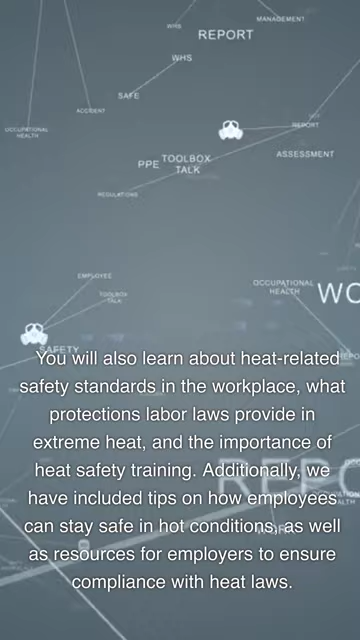 MANAGEMENT
WHS
REPORT
WHS
SAFE
ACCIDENT
OCCUPATIONAL
HEALTH
REPORT
ASSESSMENT
PPE
TOOLBOX
TALK
REGULATIONS
EMPLOYEE
TOOLBOX
TALK
OCCUPATIONAL
HEALTH
WO
SAFETY
You will also learn about heat-related
safety standards in the workplace, what
protections labor laws provide in
extreme heat, and the importance of
heat safety training. Additionally, we
have included tips on how employees
can stay safe in hot conditions, as well
as resources for employers to ensure
compliance with heat laws.
REPO
WORK